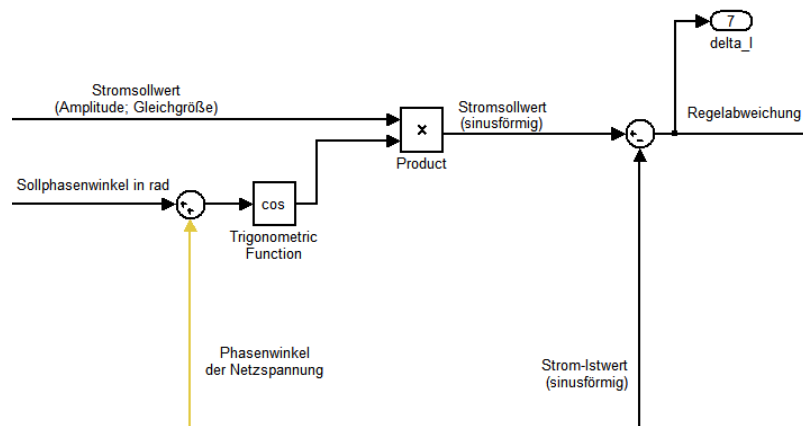 7
delta_I
Stromsollwert
(Amplitude; Gleichgröße)
x
Product
Stromsollwert
(sinusförmig)
+
-
Regelabweichung
Sollphasenwinkel in rad
+
+
cos
Trigonometric
Function
Phasenwinkel
der Netzspannung
Strom-Istwert
(sinusförmig)